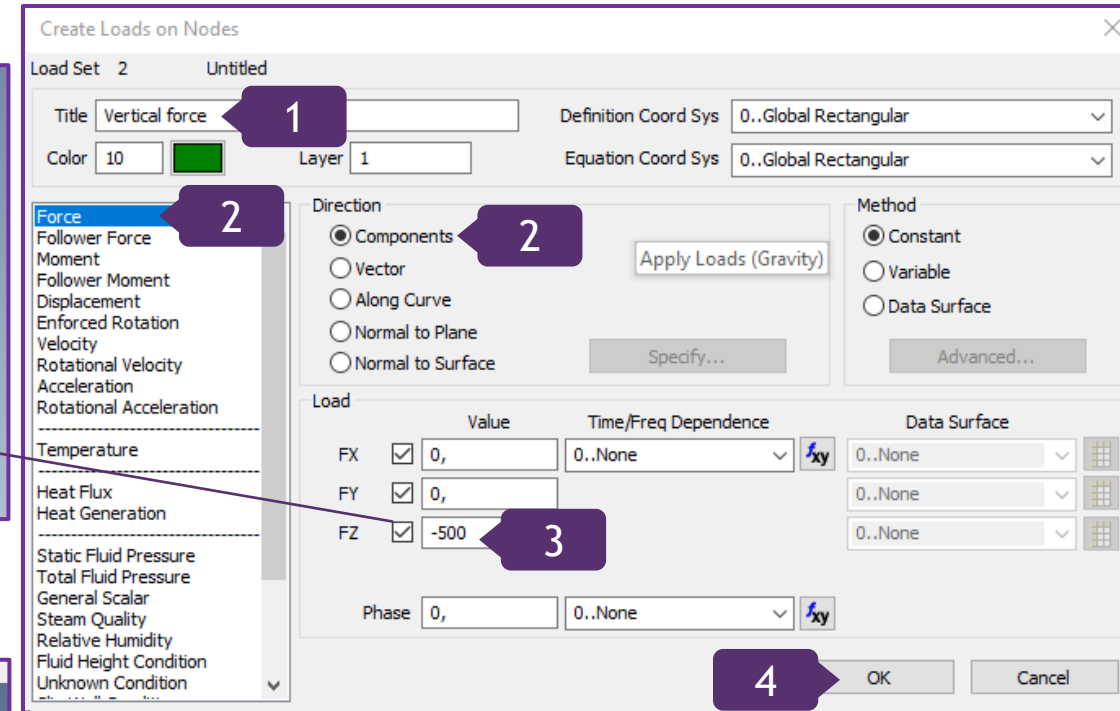 Create Loads on Nodes
Load Set 2 Untitled
Title Vertical force 1 Definition Coord Sys 0..Global Rectangular
Color 10 Layer 1 Equation Coord Sys 0..Global Rectangular
Force 2
Follower Force
Moment
Follower Moment
Displacement
Enforced Rotation
Velocity
Rotational Velocity
Acceleration
Rotational Acceleration
Temperature
Heat Flux
Heat Generation
Static Fluid Pressure
Total Fluid Pressure
General Scalar
Steam Quality
Relative Humidity
Fluid Height Condition
Unknown Condition
Direction
Components 2
Vector
Along Curve
Normal to Plane
Normal to Surface
Apply Loads (Gravity)
Specify...
Method
Constant
Variable
Data Surface
Advanced...
Load
Value Time/Freq Dependence Data Surface
FX 0, 0..None fxy 0..None
FY 0, 0..None
FZ -500 3 0..None
Phase 0, 0..None fxy
4 OK Cancel